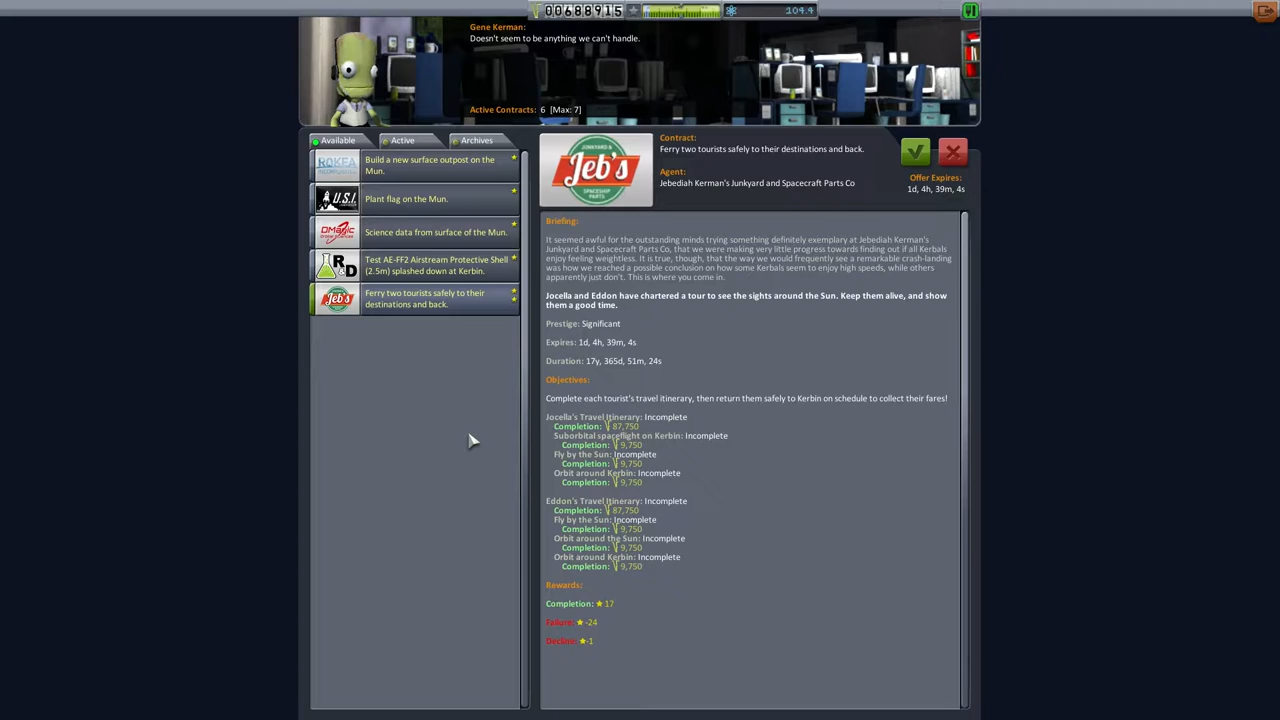 00688915
104.4
Gene Kerman:
Doesn't seem to be anything we can't handle.
Active Contracts: 6 [Max: 7]
Available
Active
Archives
ROKEA
Build a new surface outpost on the
Mun.
U.S.I.
Plant flag on the Mun.
DMagic
Science data from surface of the Mun.
R&D
Test AE-FF2 Airstream Protective Shell
(2.5m) splashed down at Kerbin.
Jeb's
Ferry two tourists safely to their
destinations and back.
JUNKYARD &
Jeb's
SPACESHIP
PARTS
Contract:
Ferry two tourists safely to their destinations and back.
Agent:
Jebediah Kerman's Junkyard and Spacecraft Parts Co
Offer Expires:
1d, 4h, 39m, 4s
Briefing:
It seemed awful for the outstanding minds trying something definitely exemplary at Jebediah Kerman's
Junkyard and Spacecraft Parts Co, that we were making very little progress towards finding out if all Kerbals
enjoy feeling weightless. It is true, though, that the way we would frequently see a remarkable crash-landing
was how we reached a possible conclusion on how some Kerbals seem to enjoy high speeds, while others
apparently just don't. This is where you come in.
Jocella and Eddon have chartered a tour to see the sights around the Sun. Keep them alive, and show
them a good time.
Prestige: Significant
Expires: 1d, 4h, 39m, 4s
Duration: 17y, 365d, 51m, 24s
Objectives:
Complete each tourist's travel itinerary, then return them safely to Kerbin on schedule to collect their fares!
Jocella's Travel Itinerary: Incomplete
Completion: 87,750
Suborbital spaceflight on Kerbin: Incomplete
Completion: 9,750
Fly by the Sun: Incomplete
Completion: 9,750
Orbit around Kerbin: Incomplete
Completion: 9,750
Eddon's Travel Itinerary: Incomplete
Completion: 87,750
Fly by the Sun: Incomplete
Completion: 9,750
Orbit around the Sun: Incomplete
Completion: 9,750
Orbit around Kerbin: Incomplete
Completion: 9,750
Rewards:
Completion: 17
Failure: -24
Decline: -1